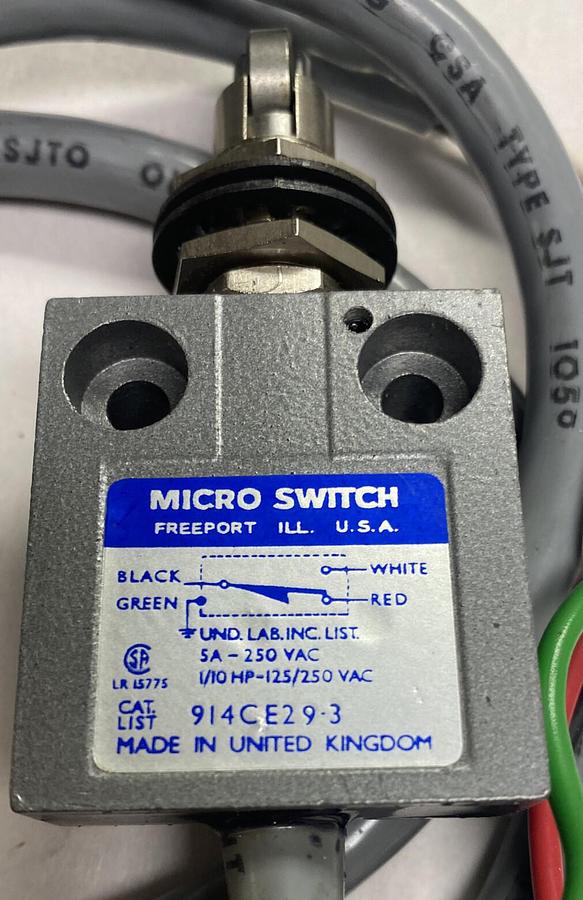 CSA TYPE SJT 105°
SJTO
MICRO SWITCH
FREEPORT ILL. U.S.A.
BLACK WHITE
GREEN RED
UND. LAB. INC. LIST.
5A - 250 VAC
SA
LR 15775
1/10 HP-125/250 VAC
CAT. LIST 914CE29-3
MADE IN UNITED KINGDOM